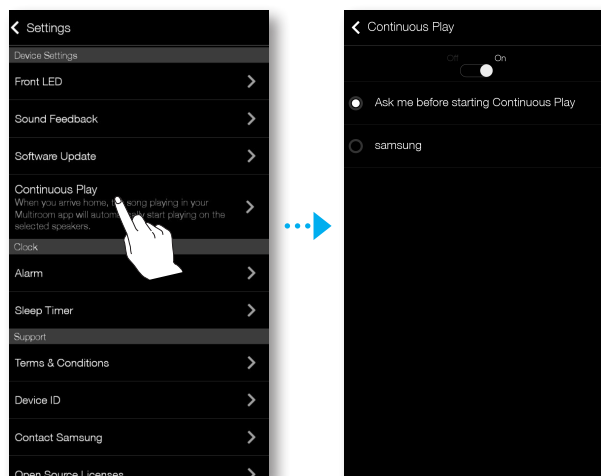 Settings
Device Settings
Front LED
Sound Feedback
Software Update
Continuous Play
When you arrive home, song playing in your
Multiroom app will start playing on the
selected speakers.
Clock
Alarm
Sleep Timer
Support
Terms & Conditions
Device ID
Contact Samsung
Open Source Licenses
Continuous Play
Off On
Ask me before starting Continuous Play
samsung